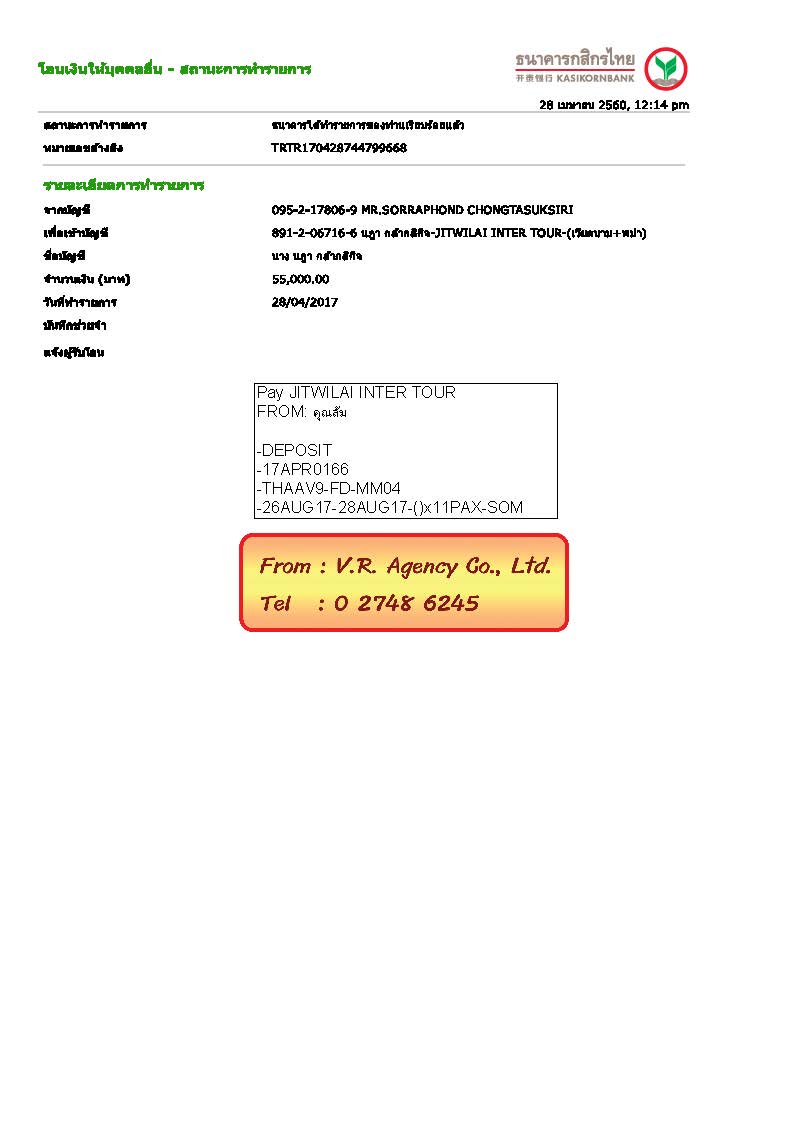 โอนเงินให้บุคคลอื่น - สถานะการทำรายการ
ธนาคารกสิกรไทย
开泰银行 KASIKORNBANK
28 เมษายน 2560, 12:14 pm
สถานะการทำรายการ ธนาคารได้ทำรายการของท่านเรียบร้อยแล้ว
หมายเลขอ้างอิง TRTR170428744799668
รายละเอียดการทำรายการ
จากบัญชี 095-2-17806-9 MR.SORRAPHOND CHONGTASUKSIRI
เพื่อเข้าบัญชี 891-2-06716-6 นฎา กล้ากสิกิจ-JITWILAI INTER TOUR-(เวียดนาม+พม่า)
ชื่อบัญชี นาง นฎา กล้ากสิกิจ
จำนวนเงิน (บาท) 55,000.00
วันที่ทำรายการ 28/04/2017
บันทึกช่วยจำ
แจ้งผู้รับโอน
Pay JITWILAI INTER TOUR
FROM: คุณส้ม
-DEPOSIT
-17APR0166
-THAAV9-FD-MM04
-26AUG17-28AUG17-()x11PAX-SOM
From : V.R. Agency Co., Ltd.
Tel : 0 2748 6245